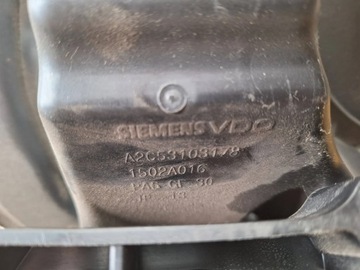 SIEMENS VDO
A2C53103178
1502A016
PA6 GF 30